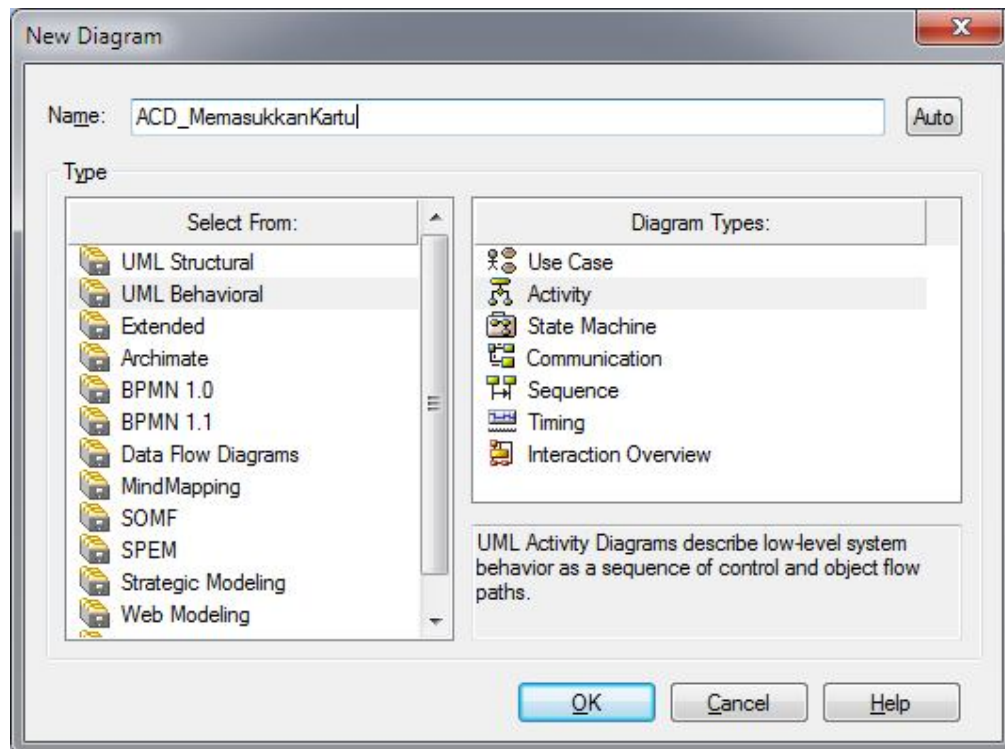 New Diagram
Name:
ACD_MemasukkanKartu
Auto
Type
Select From:
UML Structural
UML Behavioral
Extended
Archimate
BPMN 1.0
BPMN 1.1
Data Flow Diagrams
MindMapping
SOMF
SPEM
Strategic Modeling
Web Modeling
Diagram Types:
Use Case
Activity
State Machine
Communication
Sequence
Timing
Interaction Overview
UML Activity Diagrams describe low-level system
behavior as a sequence of control and object flow
paths.
OK
Cancel
Help